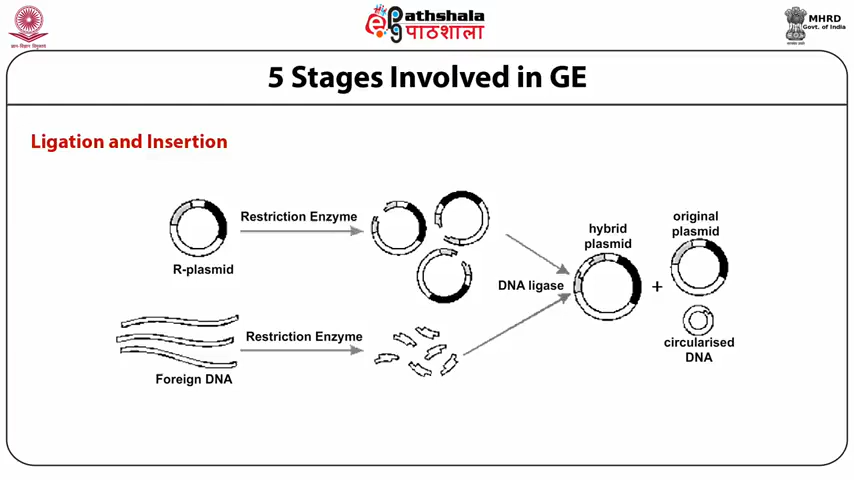 ePg Pathshala
पाठशाला
MHRD
Govt. of India
5 Stages Involved in GE
Ligation and Insertion
Restriction Enzyme
R-plasmid
DNA ligase
hybrid
plasmid
+
original
plasmid
circularised
DNA
Restriction Enzyme
Foreign DNA